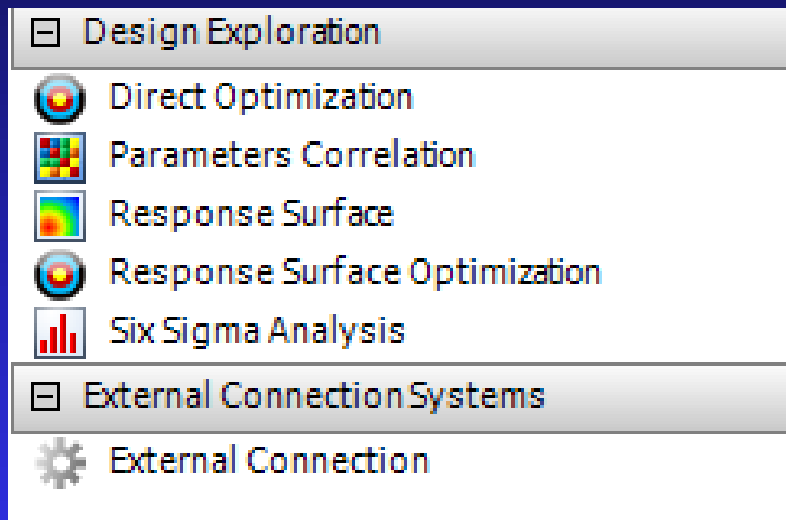 Design Exploration
Direct Optimization
Parameters Correlation
Response Surface
Response Surface Optimization
Six Sigma Analysis
External Connection Systems
External Connection